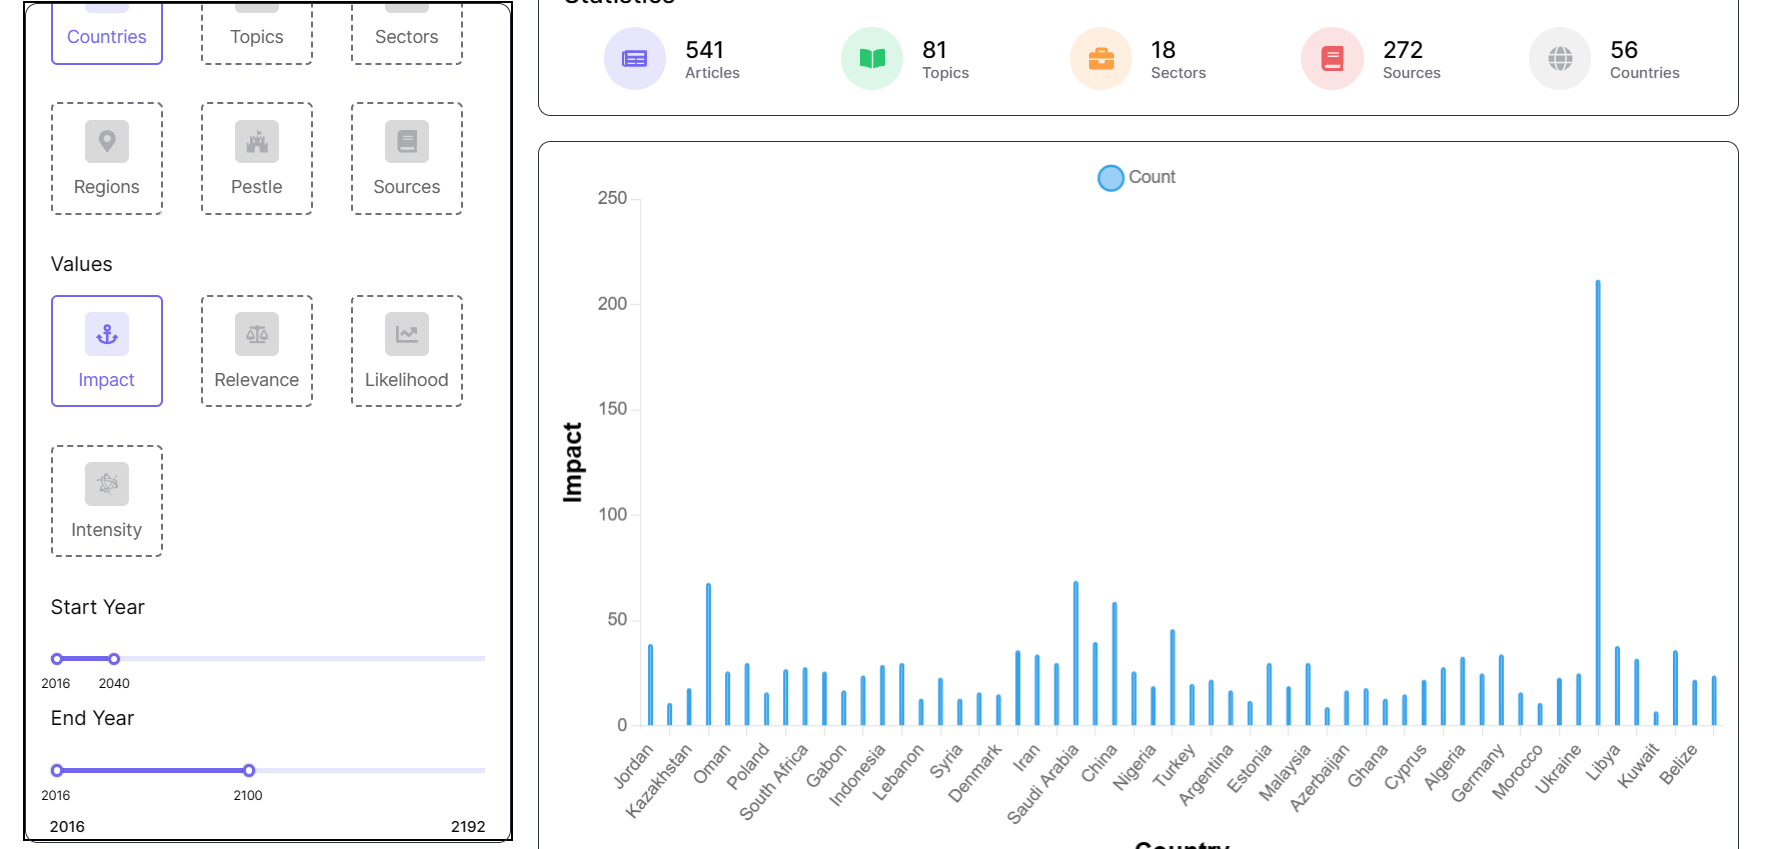 Countries Topics Sectors
Regions Pestle Sources
Values
Impact Relevance Likelihood
Intensity
Start Year
2016 2040
End Year
2016 2100
2016 2192
Statistics
541 81 18 272 56
Articles Topics Sectors Sources Countries
Count
250
200
150
100
50
0
Impact
Jordan Kazakhstan Oman Poland South Africa Gabon Indonesia Lebanon Syria Denmark Iran Saudi Arabia China Nigeria Turkey Argentina Estonia Malaysia Azerbaijan Ghana Cyprus Algeria Germany Morocco Ukraine Libya Kuwait Belize
Country